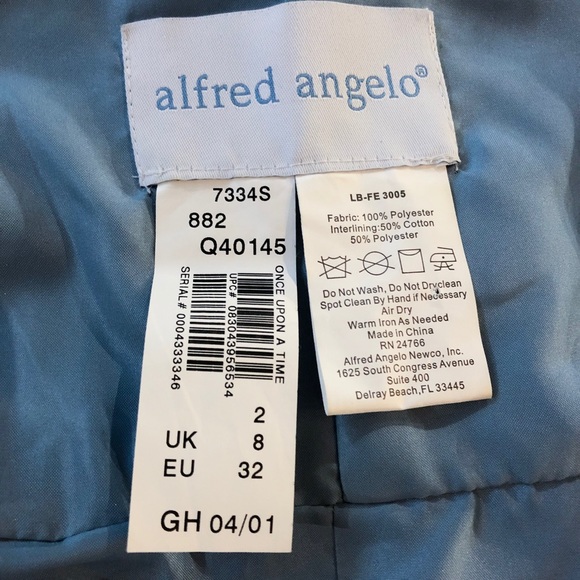 alfred angelo®
7334S
882
Q40145
ONCE UPON A TIME
UPC# 083043956534
SERIAL# 0004333346
2
UK 8
EU 32
GH 04/01
LB-FE 3005
Fabric: 100% Polyester
Interlining:50% Cotton
50% Polyester
Do Not Wash, Do Not Dryclean
Spot Clean By Hand if Necessary
Air Dry
Warm Iron As Needed
Made in China
RN 24766
Alfred Angelo Newco, Inc.
1625 South Congress Avenue
Suite 400
Delray Beach,FL 33445